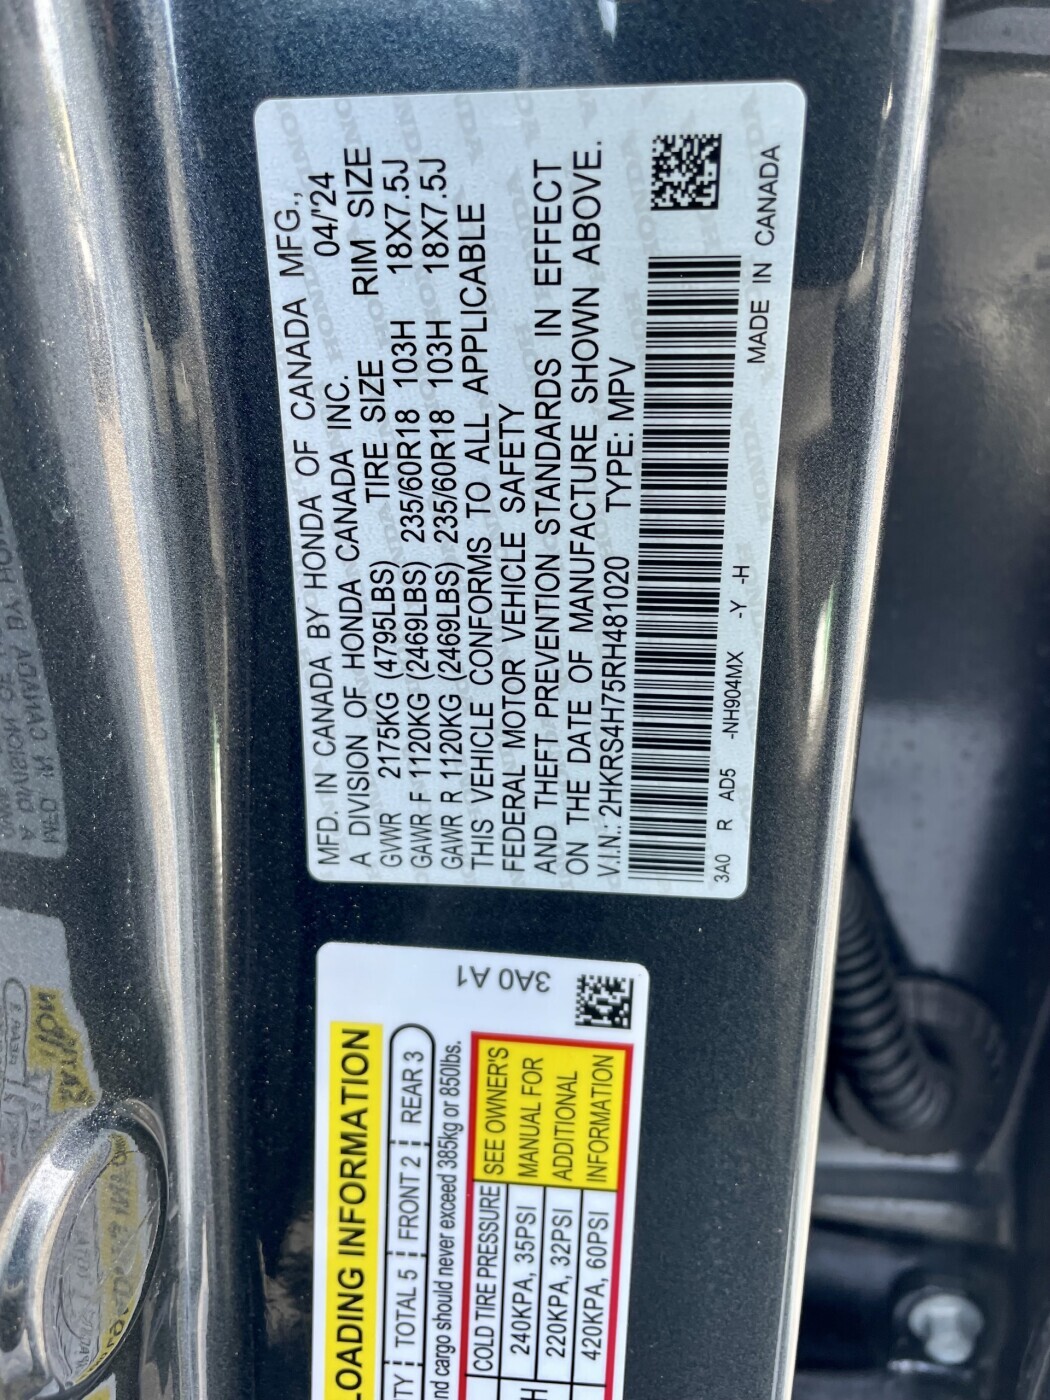 MFD. IN CANADA BY HONDA OF CANADA MFG.,
A DIVISION OF HONDA CANADA INC. 04/'24
GVWR 2175KG (4795LBS) TIRE SIZE RIM SIZE
GAWR F 1120KG (2469LBS) 235/60R18 103H 18X7.5J
GAWR R 1120KG (2469LBS) 235/60R18 103H 18X7.5J
THIS VEHICLE CONFORMS TO ALL APPLICABLE
FEDERAL MOTOR VEHICLE SAFETY
AND THEFT PREVENTION STANDARDS IN EFFECT
ON THE DATE OF MANUFACTURE SHOWN ABOVE.
V.I.N.: 2HKRS4H75RH481020 TYPE: MPV
3A0 R AD5 -NH904MX -Y -H
MADE IN CANADA
3A0 A1
LOADING INFORMATION
TOTAL 5 FRONT 2 REAR 3
cargo should never exceed 385kg or 850lbs.
COLD TIRE PRESSURE SEE OWNER'S
240KPA, 35PSI MANUAL FOR
220KPA, 32PSI ADDITIONAL
420KPA, 60PSI INFORMATION